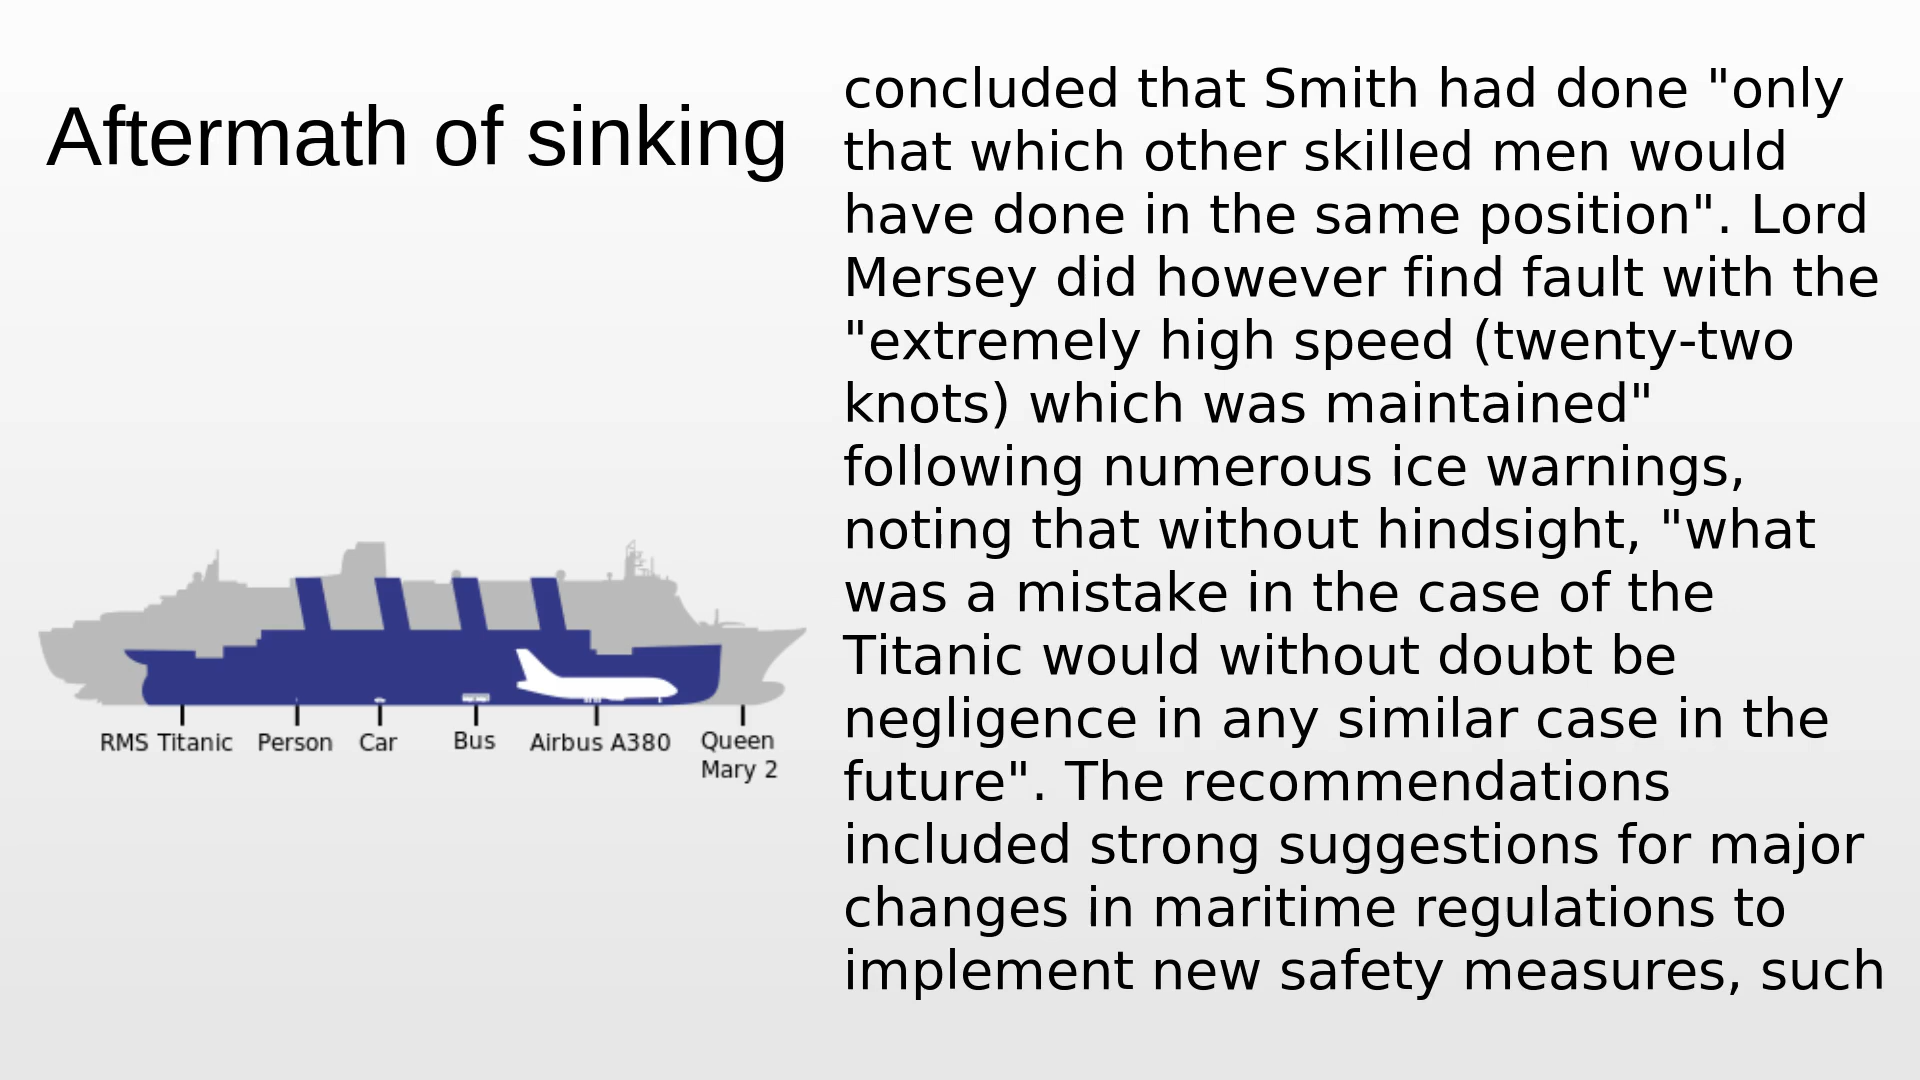 Aftermath of sinking
concluded that Smith had done "only
that which other skilled men would
have done in the same position". Lord
Mersey did however find fault with the
"extremely high speed (twenty-two
knots) which was maintained"
following numerous ice warnings,
noting that without hindsight, "what
was a mistake in the case of the
Titanic would without doubt be
negligence in any similar case in the
future". The recommendations
included strong suggestions for major
changes in maritime regulations to
implement new safety measures, such
RMS Titanic Person Car Bus Airbus A380 Queen
Mary 2